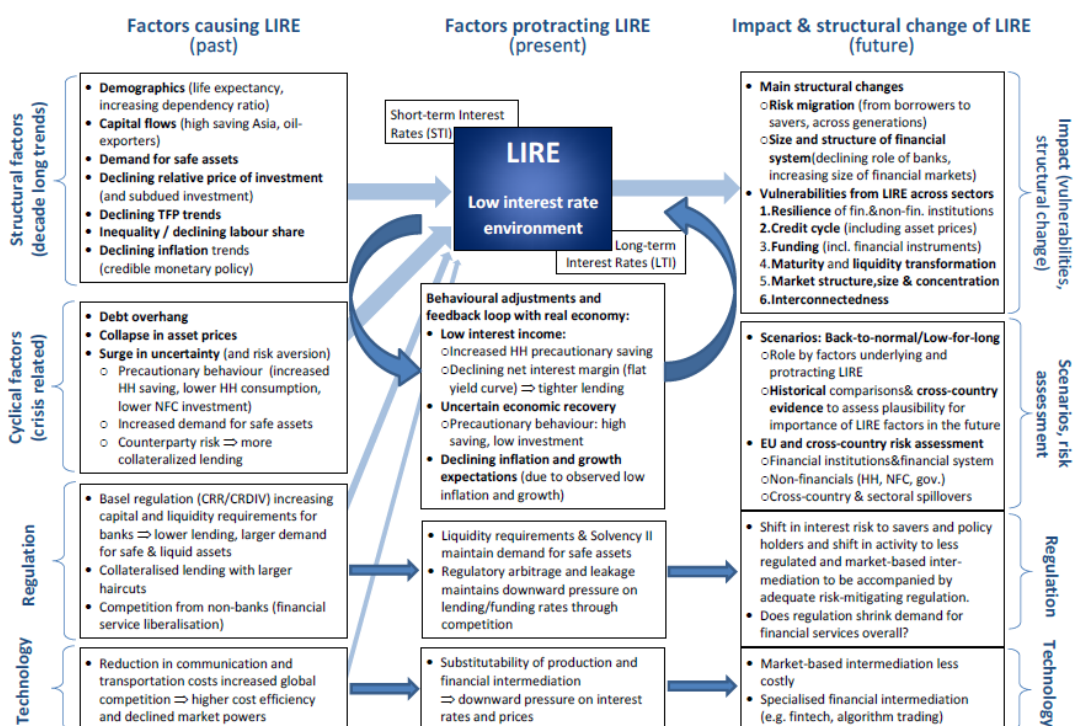 Factors causing LIRE
(past)
Factors protracting LIRE
(present)
Impact & structural change of LIRE
(future)
Structural factors
(decade long trends)
• Demographics (life expectancy,
increasing dependency ratio)
• Capital flows (high saving Asia, oil-
exporters)
• Demand for safe assets
• Declining relative price of investment
(and subdued investment)
• Declining TFP trends
• Inequality / declining labour share
• Declining inflation trends
(credible monetary policy)
Short-term Interest
Rates (STI)
LIRE
Low interest rate
environment
Long-term
Interest Rates (LTI)
• Main structural changes
○Risk migration (from borrowers to
savers, across generations)
○Size and structure of financial
system(declining role of banks,
increasing size of financial markets)
• Vulnerabilities from LIRE across sectors
1.Resilience of fin.&non-fin. institutions
2.Credit cycle (including asset prices)
3.Funding (incl. financial instruments)
4.Maturity and liquidity transformation
5.Market structure,size & concentration
6.Interconnectedness
Impact (vulnerabilities,
structural change)
Cyclical factors
(crisis related)
• Debt overhang
• Collapse in asset prices
• Surge in uncertainty (and risk aversion)
○ Precautionary behaviour (increased
HH saving, lower HH consumption,
lower NFC investment)
○ Increased demand for safe assets
○ Counterparty risk ⇒ more
collateralized lending
Behavioural adjustments and
feedback loop with real economy:
• Low interest income:
○Increased HH precautionary saving
○Declining net interest margin (flat
yield curve) ⇒ tighter lending
• Uncertain economic recovery
○Precautionary behaviour: high
saving, low investment
• Declining inflation and growth
expectations (due to observed low
inflation and growth)
• Scenarios: Back-to-normal/Low-for-long
○Role by factors underlying and
protracting LIRE
○Historical comparisons& cross-country
evidence to assess plausibility for
importance of LIRE factors in the future
• EU and cross-country risk assessment
○Financial institutions&financial system
○Non-financials (HH, NFC, gov.)
○Cross-country & sectoral spillovers
Scenarios, risk
assessment
Regulation
• Basel regulation (CRR/CRDIV) increasing
capital and liquidity requirements for
banks ⇒ lower lending, larger demand
for safe & liquid assets
• Collateralised lending with larger
haircuts
• Competition from non-banks (financial
service liberalisation)
• Liquidity requirements & Solvency II
maintain demand for safe assets
• Regulatory arbitrage and leakage
maintains downward pressure on
lending/funding rates through
competition
• Shift in interest risk to savers and policy
holders and shift in activity to less
regulated and market-based inter-
mediation to be accompanied by
adequate risk-mitigating regulation.
• Does regulation shrink demand for
financial services overall?
Regulation
Technology
• Reduction in communication and
transportation costs increased global
competition ⇒ higher cost efficiency
and declined market powers
• Substitutability of production and
financial intermediation
⇒ downward pressure on interest
rates and prices
• Market-based intermediation less
costly
• Specialised financial intermediation
(e.g. fintech, algorithm trading)
Technology